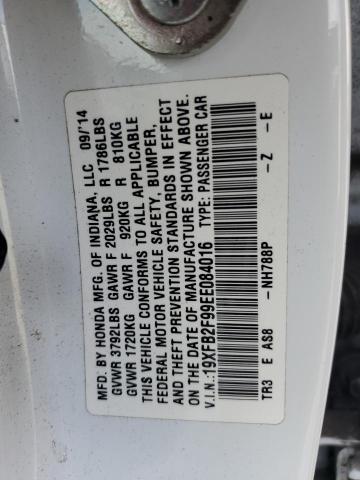 MFD. BY HONDA MFG. OF INDIANA, LLC 09/'14
GVWR 3792LBS GAWR F 2029LBS R 1786LBS
GVWR 1720KG GAWR F 920KG R 810KG
THIS VEHICLE CONFORMS TO ALL APPLICABLE
FEDERAL MOTOR VEHICLE SAFETY, BUMPER,
AND THEFT PREVENTION STANDARDS IN EFFECT
ON THE DATE OF MANUFACTURE SHOWN ABOVE.
V.I.N.:19XFB2F99EE084016 TYPE: PASSENGER CAR
TR3 E AS8 -NH788P -Z -E